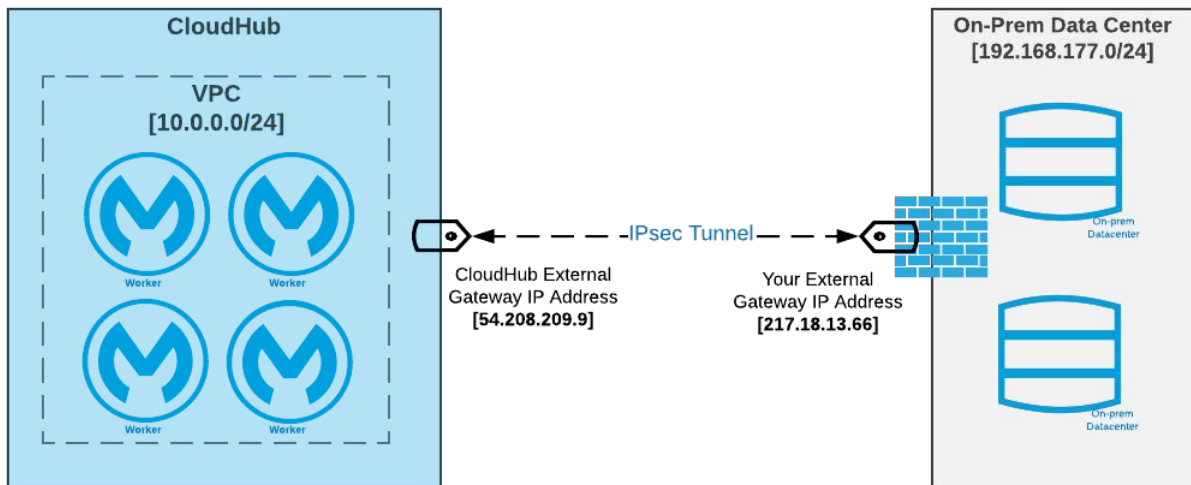 CloudHub
VPC
[10.0.0.0/24]
Worker
Worker
Worker
Worker
IPsec Tunnel
CloudHub External
Gateway IP Address
[54.208.209.9]
Your External
Gateway IP Address
[217.18.13.66]
On-Prem Data Center
[192.168.177.0/24]
On-prem
Datacenter
On-prem
Datacenter